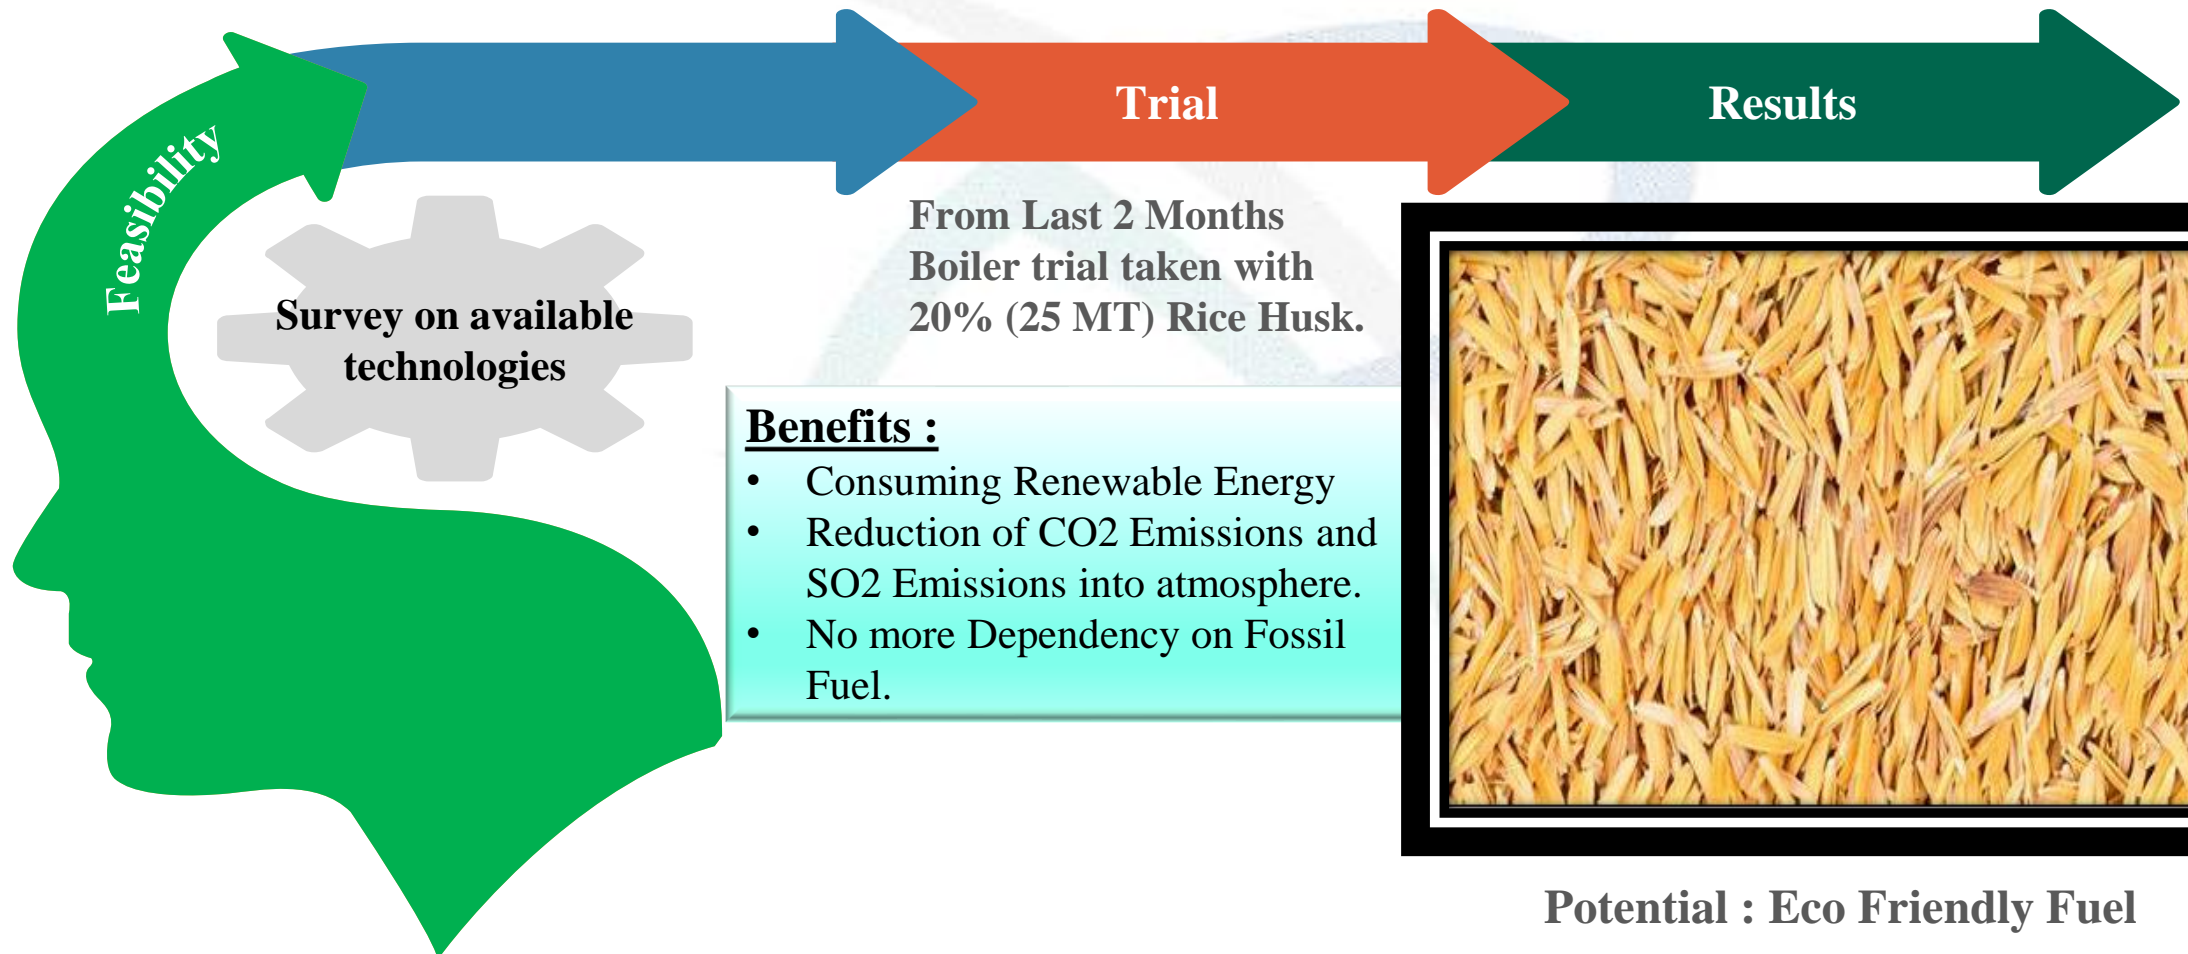 Feasibility
Trial
Results
Survey on available
technologies
From Last 2 Months
Boiler trial taken with
20% (25 MT) Rice Husk.
Benefits :
• Consuming Renewable Energy
• Reduction of CO2 Emissions and
SO2 Emissions into atmosphere.
• No more Dependency on Fossil
Fuel.
Potential : Eco Friendly Fuel